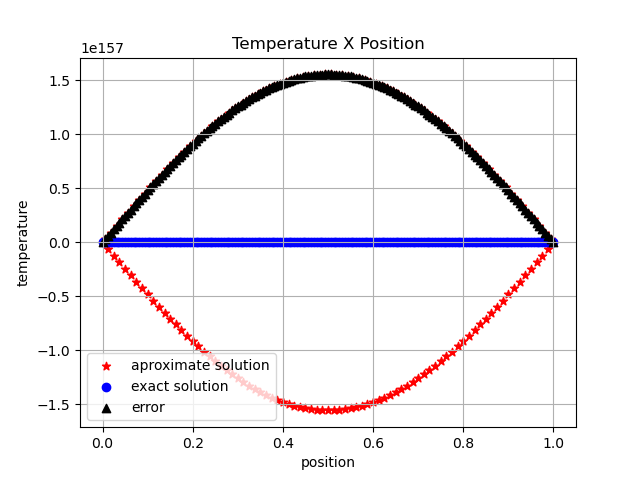 Temperature X Position
1e157
1.5
1.0
0.5
0.0
−0.5
−1.0
−1.5
temperature
aproximate solution
exact solution
error
0.0 0.2 0.4 0.6 0.8 1.0
position